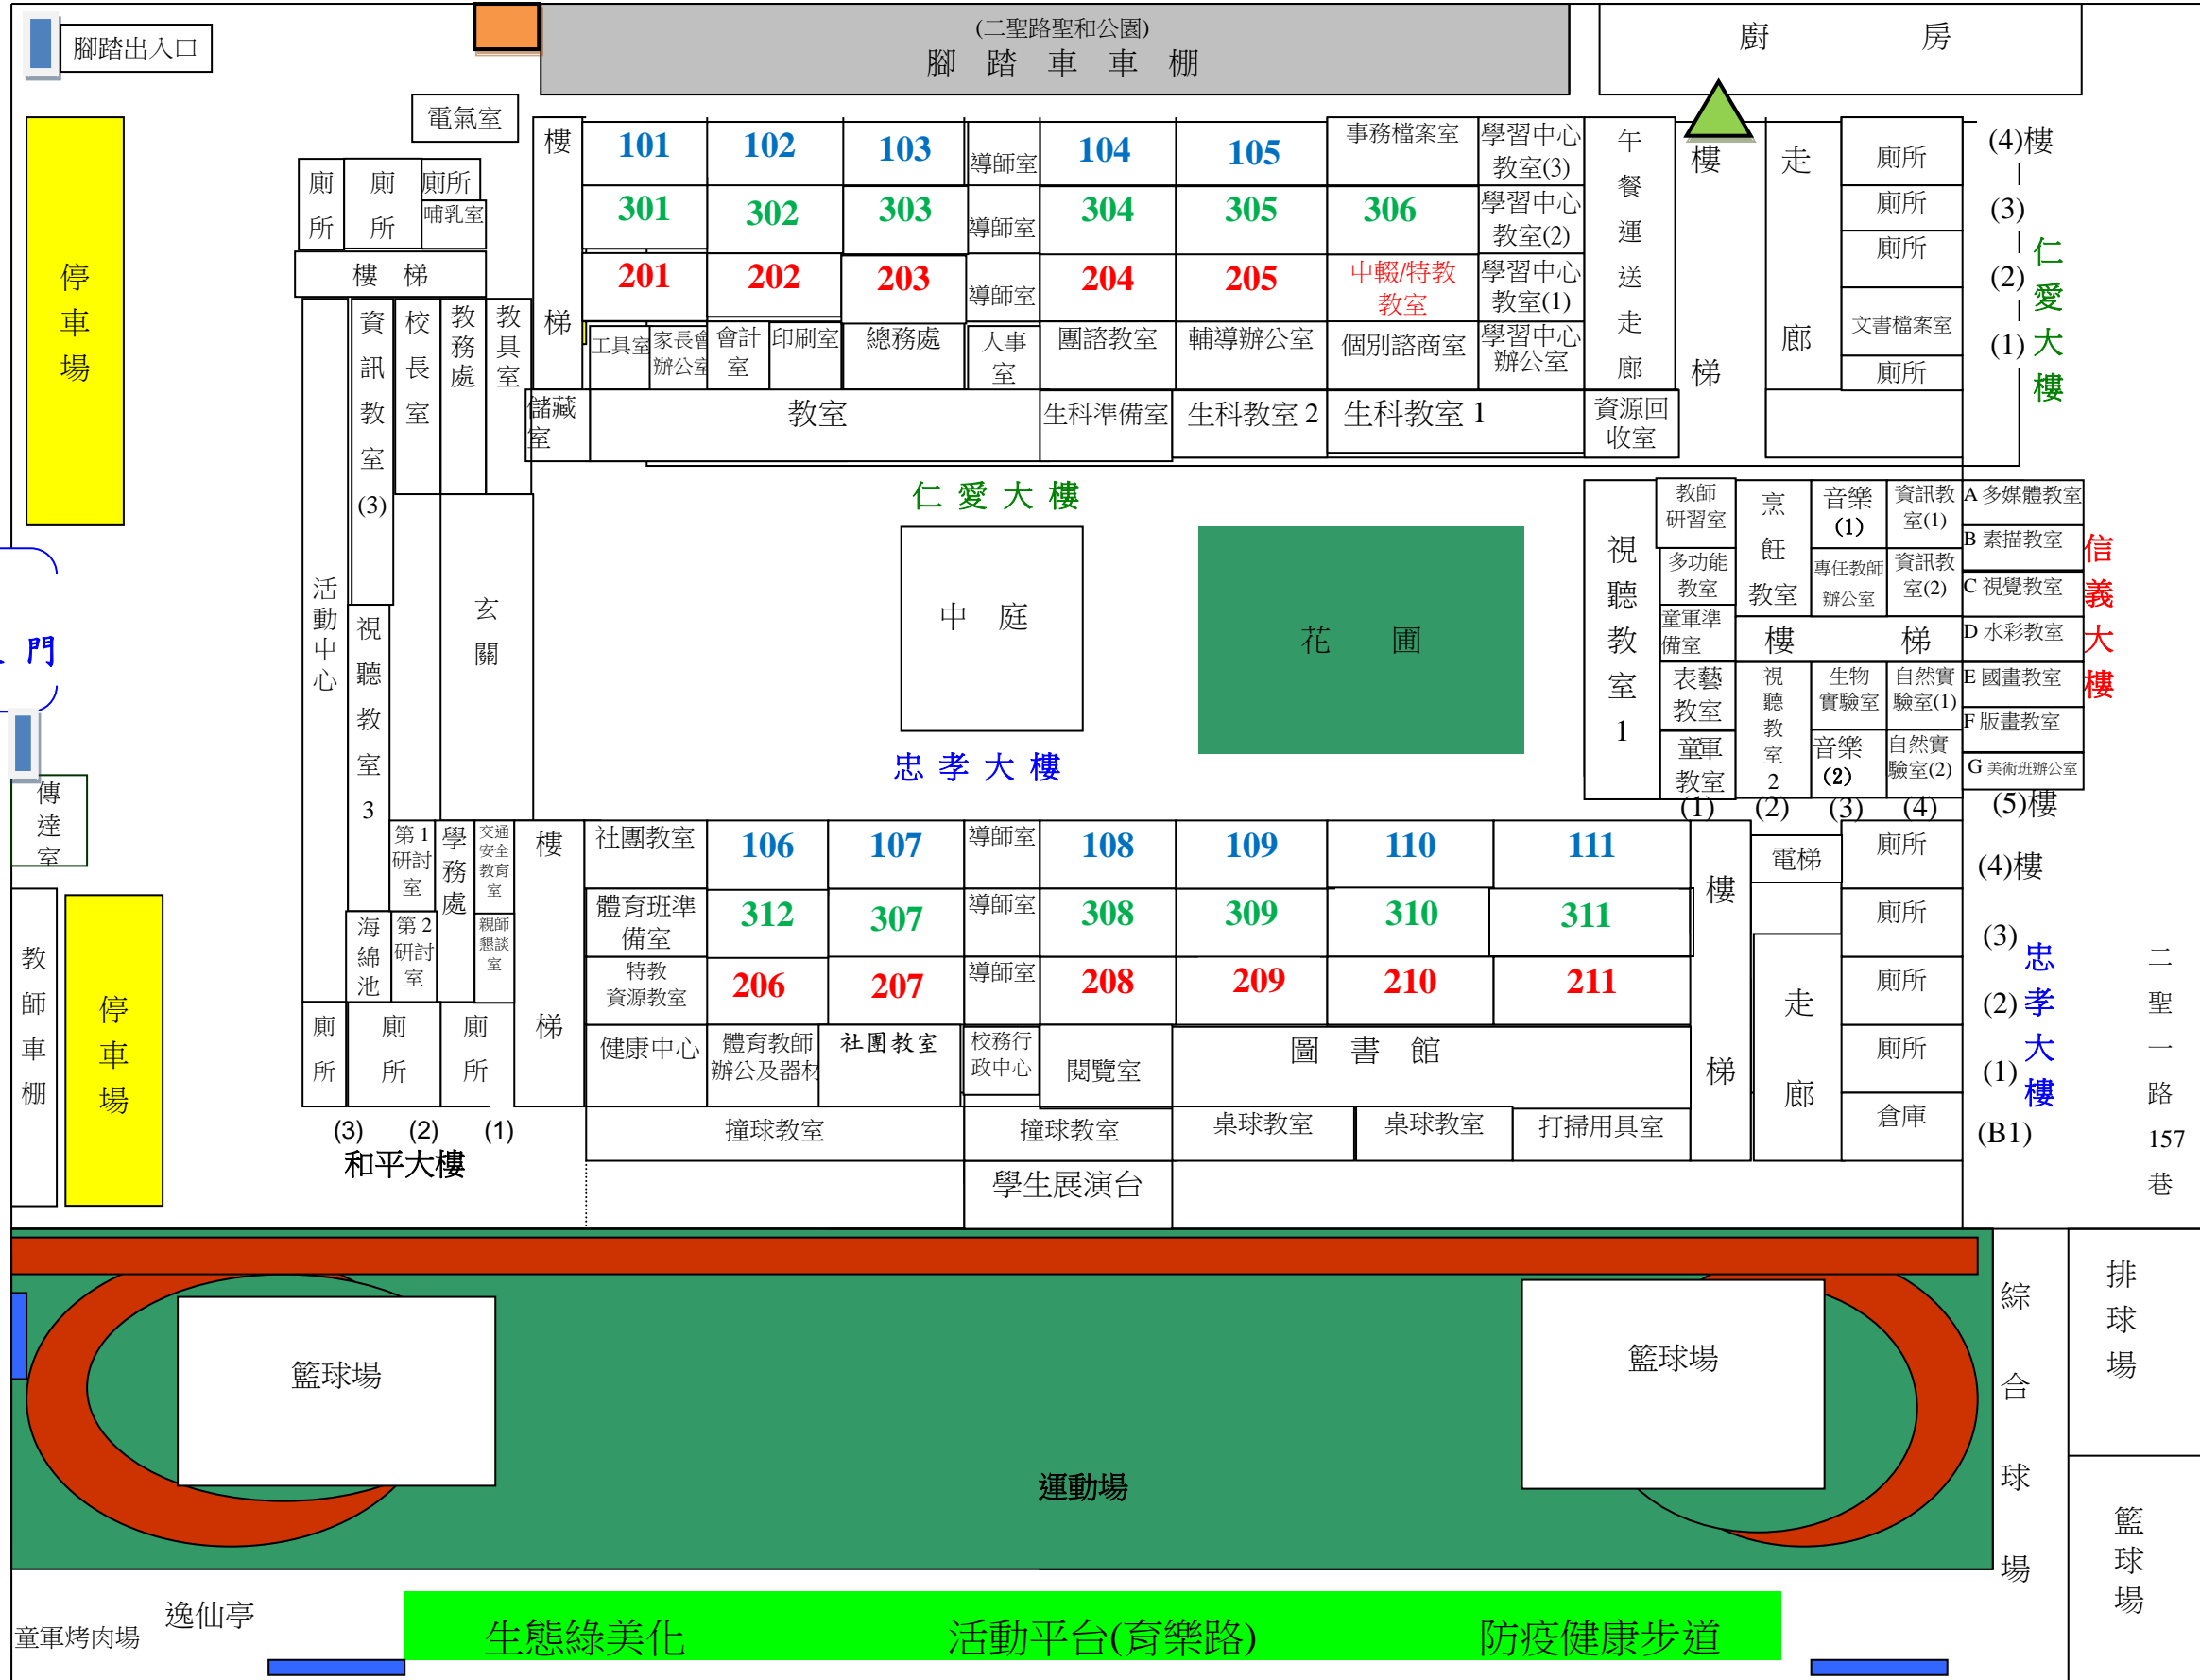 腳踏出入口
(二聖路聖和公園)
腳 踏 車 車 棚
廚 房
電氣室
停車場
廁所
廁所
廁所
哺乳室
樓 梯
樓梯
101 102 103 導師室 104 105 事務檔案室 學習中心教室(3)
301 302 303 導師室 304 305 306 學習中心教室(2)
201 202 203 導師室 204 205 中輟/特教教室 學習中心教室(1)
工具室 家長會辦公室 會計室 印刷室 總務處 人事室 團諮教室 輔導辦公室 個別諮商室 學習中心辦公室
儲藏室 教室 生科準備室 生科教室 2 生科教室 1 資源回收室
午餐運送走廊
樓梯
走廊
廁所
廁所
廁所
文書檔案室
廁所
(4)樓
(3)
(2)
(1)
仁愛大樓
活動中心
資訊教室(3)
校長室
教務處
教具室
視聽教室3
玄關
門
傳達室
仁 愛 大 樓
中 庭
花 圃
忠 孝 大 樓
視聽教室1
教師研習室
多功能教室
童軍準備室
表藝教室
童軍教室
烹飪教室
視聽教室2
音樂(1)
專任教師辦公室
樓 梯
生物實驗室
音樂(2)
資訊教室(1)
資訊教室(2)
自然實驗室(1)
自然實驗室(2)
A 多媒體教室
B 素描教室
C 視覺教室
D 水彩教室
E 國畫教室
F 版畫教室
G 美術班辦公室
信義大樓
(1) (2) (3) (4) (5)樓
第 1 研討室
學務處
交通安全教育室
海綿池
第 2 研討室
親師懇談室
廁所
廁所
廁所
(3) (2) (1)
和平大樓
樓梯
社團教室 106 107 導師室 108 109 110 111
體育班準備室 312 307 導師室 308 309 310 311
特教資源教室 206 207 導師室 208 209 210 211
健康中心 體育教師辦公及器材 社團教室 校務行政中心 閱覽室 圖 書 館
撞球教室 撞球教室 桌球教室 桌球教室 打掃用具室
學生展演台
樓梯
電梯
走廊
廁所
廁所
廁所
廁所
倉庫
(4)樓
(3)
(2)
(1)
(B1)
忠孝大樓
二聖一路157巷
教師車棚
停車場
籃球場
籃球場
運動場
綜合球場
排球場
籃球場
逸仙亭
童軍烤肉場
生態綠美化 活動平台(育樂路) 防疫健康步道